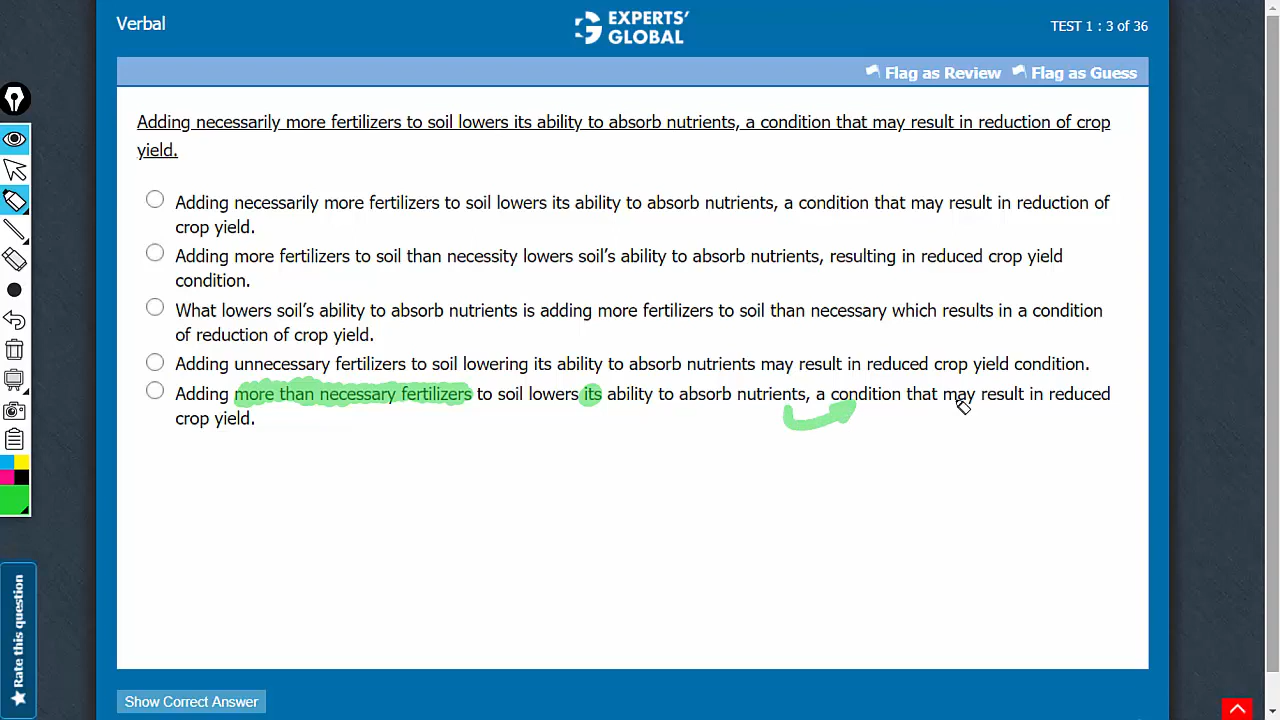 Verbal
EXPERTS'
GLOBAL
TEST 1 : 3 of 36
Flag as Review Flag as Guess
Adding necessarily more fertilizers to soil lowers its ability to absorb nutrients, a condition that may result in reduction of crop
yield.
Adding necessarily more fertilizers to soil lowers its ability to absorb nutrients, a condition that may result in reduction of
crop yield.
Adding more fertilizers to soil than necessity lowers soil's ability to absorb nutrients, resulting in reduced crop yield
condition.
What lowers soil's ability to absorb nutrients is adding more fertilizers to soil than necessary which results in a condition
of reduction of crop yield.
Adding unnecessary fertilizers to soil lowering its ability to absorb nutrients may result in reduced crop yield condition.
Adding more than necessary fertilizers to soil lowers its ability to absorb nutrients, a condition that may result in reduced
crop yield.
Rate this question
Show Correct Answer